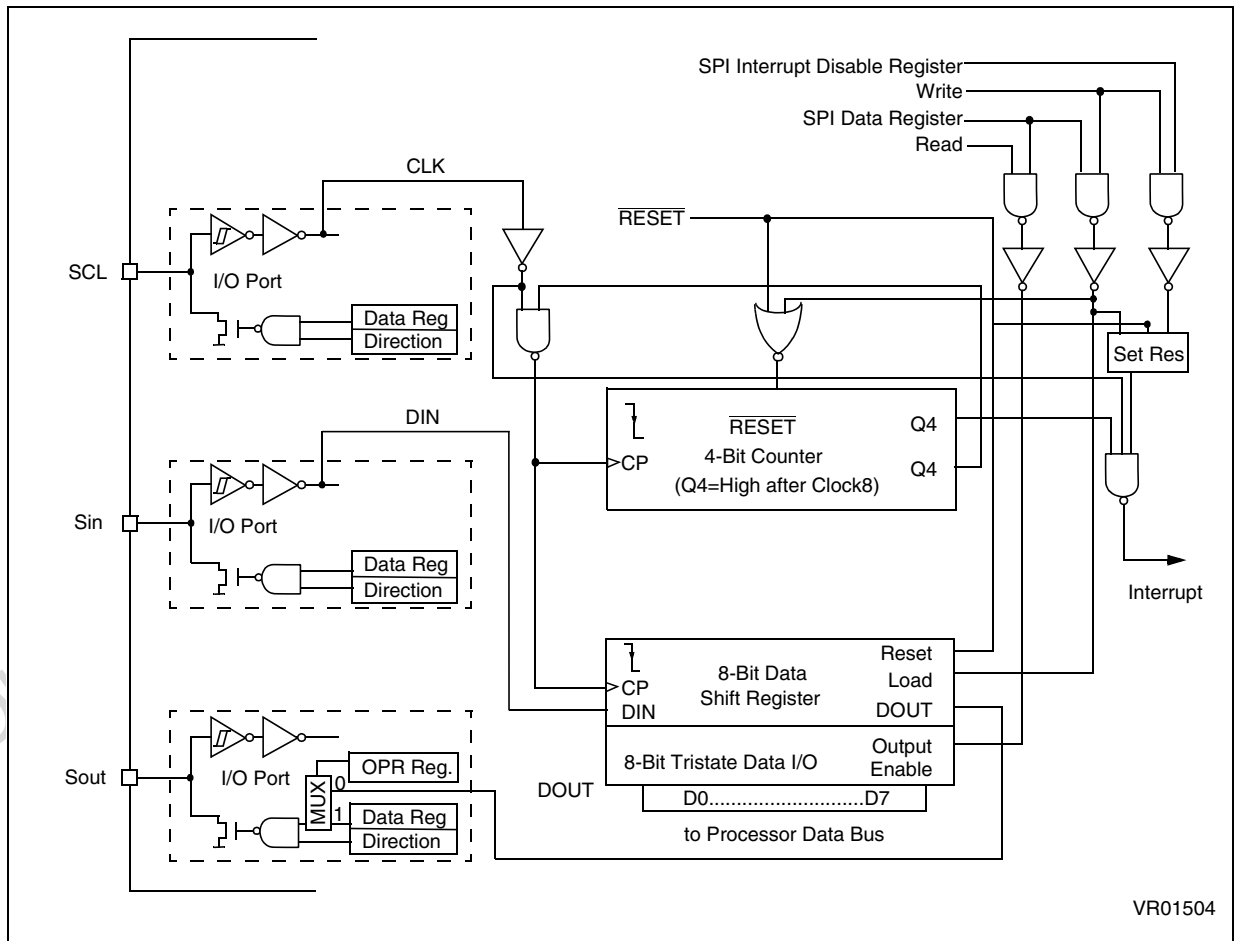 SPI Interrupt Disable Register
Write
SPI Data Register
Read
CLK
RESET
SCL
I/O Port
Data Reg
Direction
Set Res
DIN
RESET
Q4
CP
4-Bit Counter
Q4
(Q4=High after Clock8)
Sin
I/O Port
Data Reg
Direction
Interrupt
Reset
8-Bit Data
Load
CP
Shift Register
DIN
DOUT
Output
8-Bit Tristate Data I/O
Enable
Sout
I/O Port
OPR Reg.
MUX
0
1
Data Reg
Direction
DOUT
D0............................D7
to Processor Data Bus
VR01504